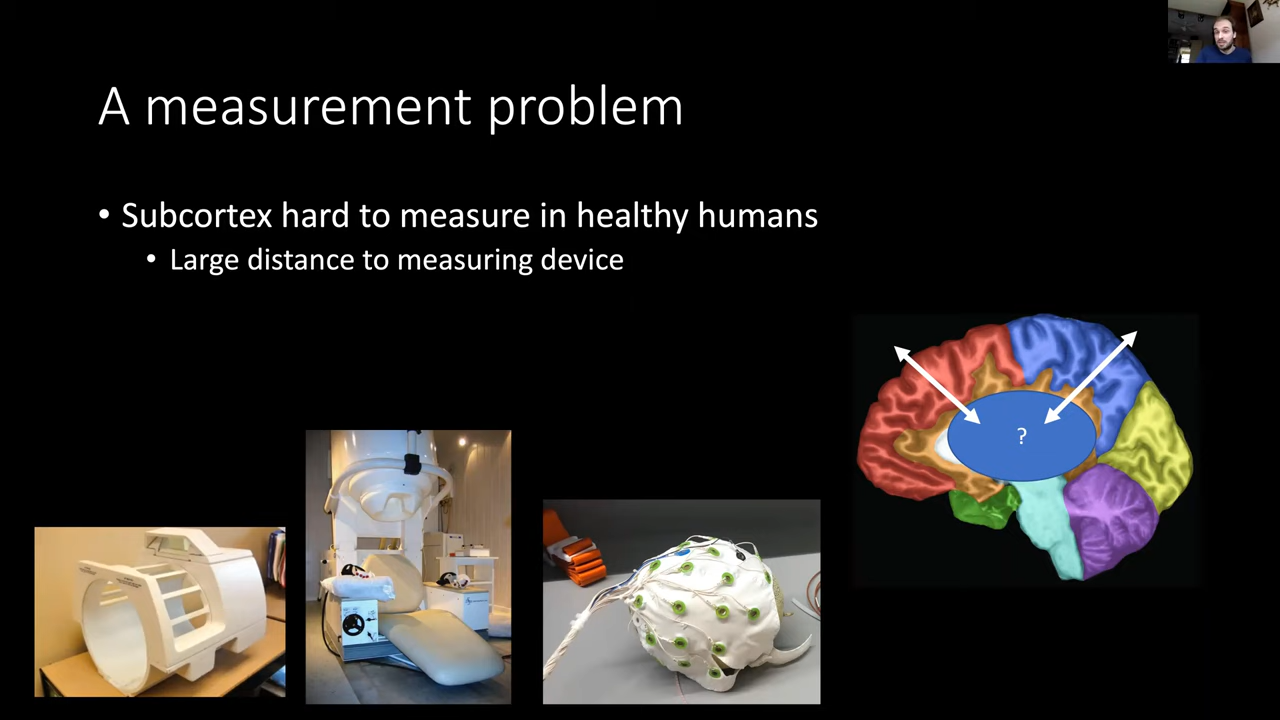 A measurement problem
• Subcortex hard to measure in healthy humans
• Large distance to measuring device
?